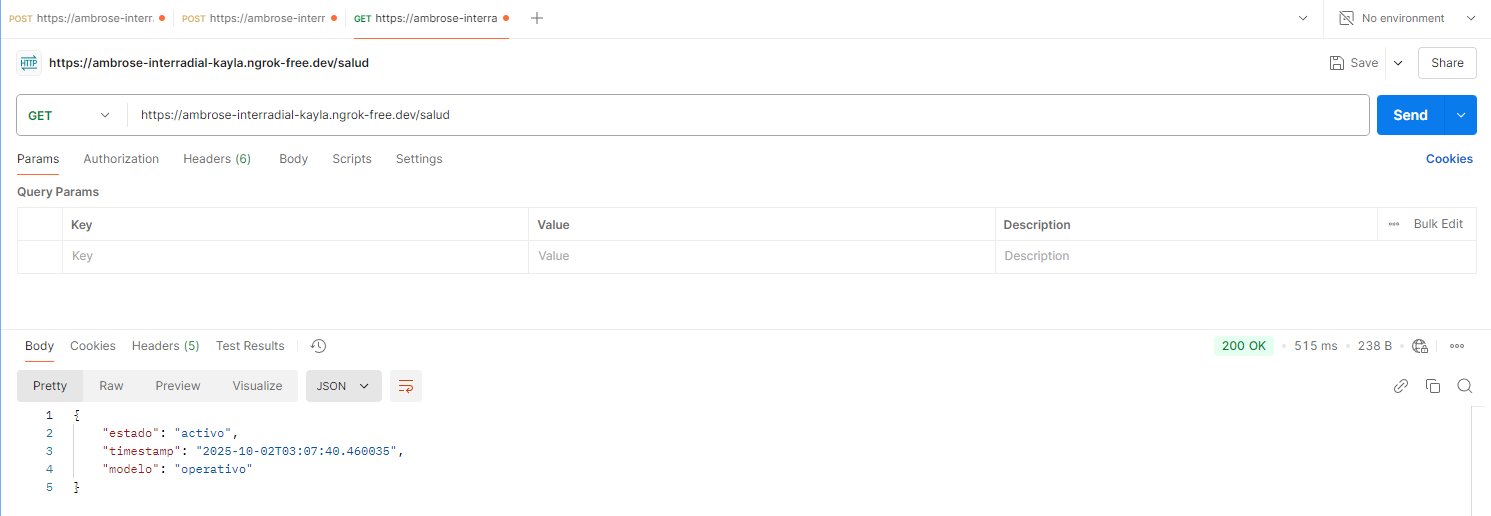 POST https://ambrose-interr. POST https://ambrose-interr GET https://ambrose-interra No environment
HTTP https://ambrose-interradial-kayla.ngrok-free.dev/salud Save Share
GET https://ambrose-interradial-kayla.ngrok-free.dev/salud Send
Params Authorization Headers (6) Body Scripts Settings Cookies
Query Params
Key Value Description Bulk Edit
Key Value Description
Body Cookies Headers (5) Test Results 200 OK 515 ms 238 B
Pretty Raw Preview Visualize JSON
1 {
2 "estado": "activo",
3 "timestamp": "2025-10-02T03:07:40.460035",
4 "modelo": "operativo"
5 }